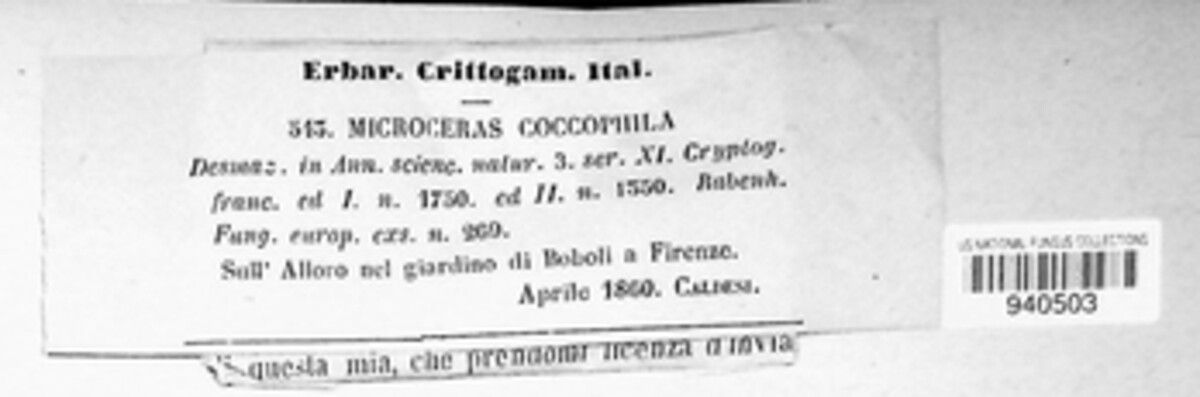 Erbar. Crittogam. Ital.
343. MICROCERAS COCCOPHILA
Desmaz. in Ann. scienc. natur. 3. ser. XI. Cryptog.
franc. ed I. n. 1750. ed II. n. 1350. Rabenh.
Fung. europ. exs. n. 269.
Sull' Alloro nel giardino di Boboli a Firenze.
Aprile 1860. CALDESI.
questa mia, che prendomi licenza d'invia
US NATIONAL FUNGUS COLLECTIONS
940503